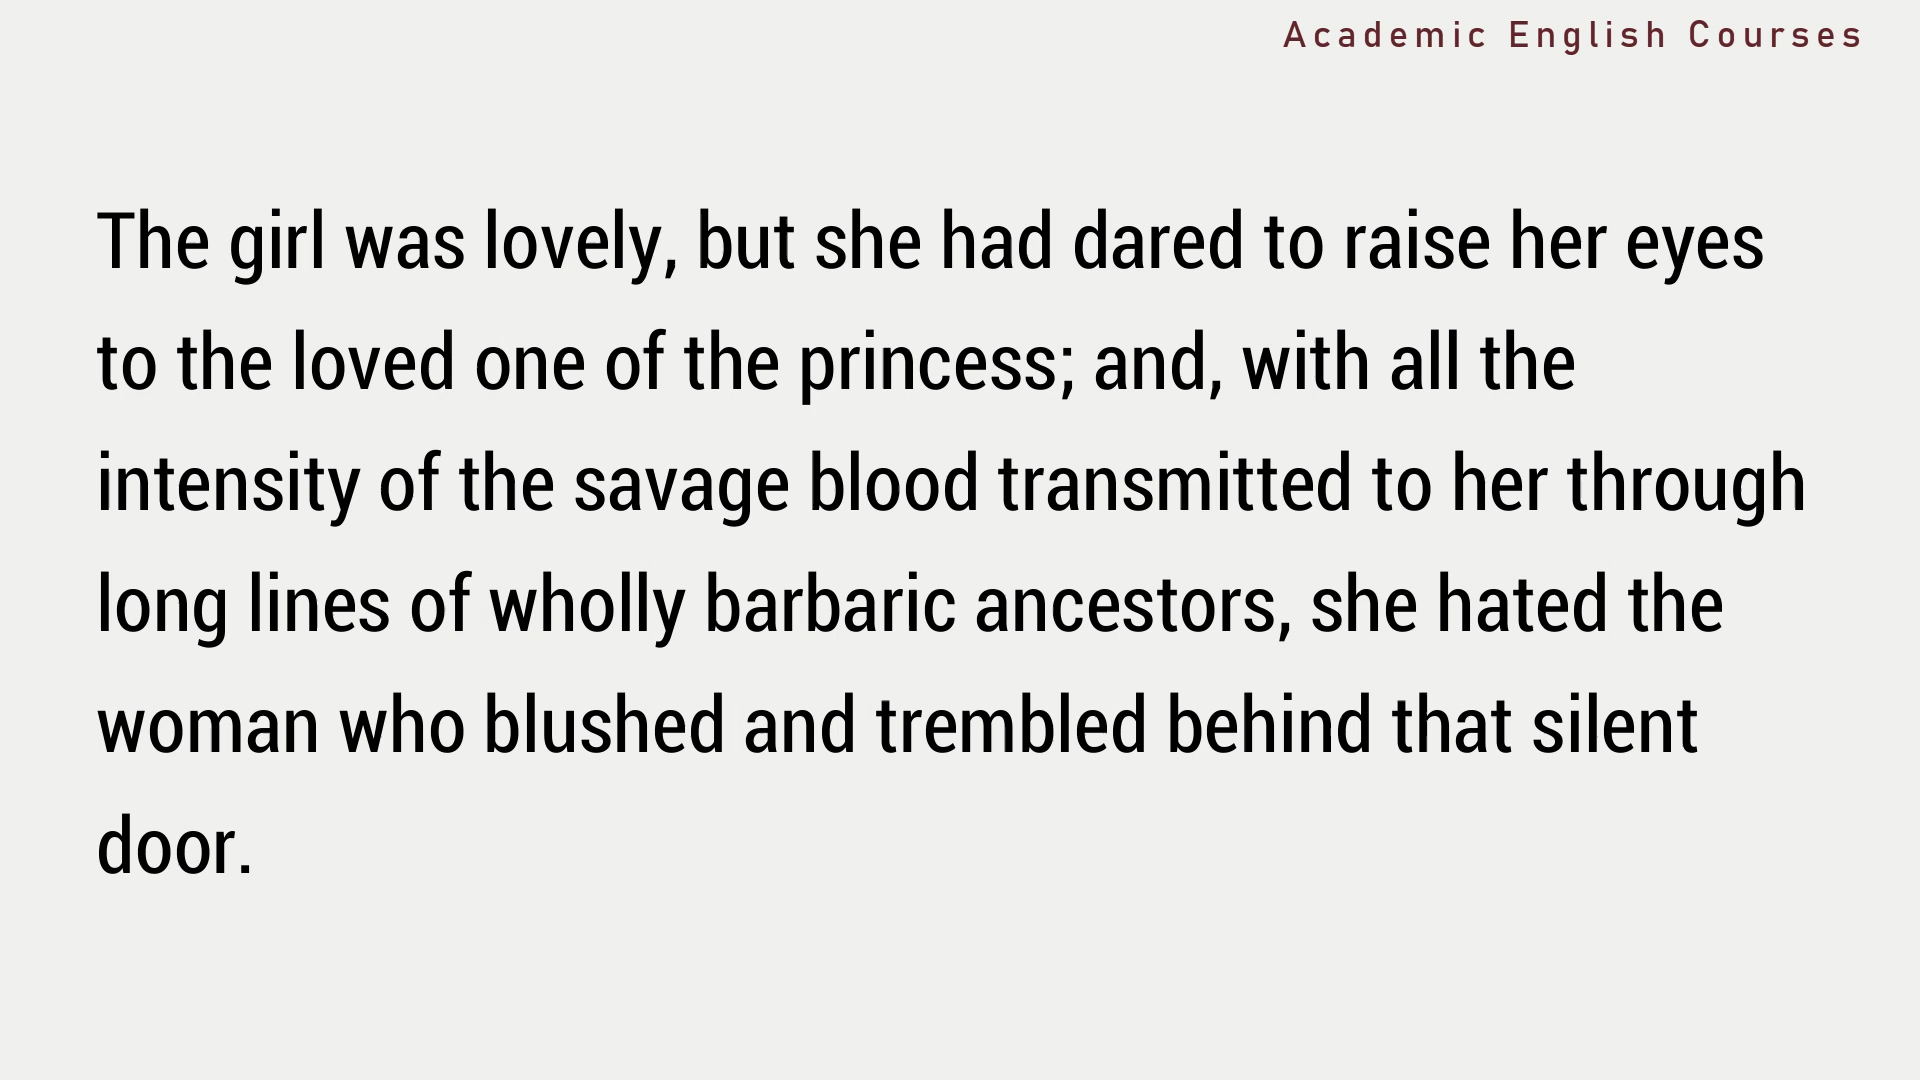 Academic English Courses
The girl was lovely, but she had dared to raise her eyes
to the loved one of the princess; and, with all the
intensity of the savage blood transmitted to her through
long lines of wholly barbaric ancestors, she hated the
woman who blushed and trembled behind that silent
door.